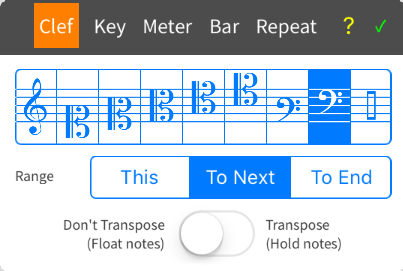 Clef Key Meter Bar Repeat ? ✓
Range This To Next To End
Don't Transpose Transpose
(Float notes) (Hold notes)